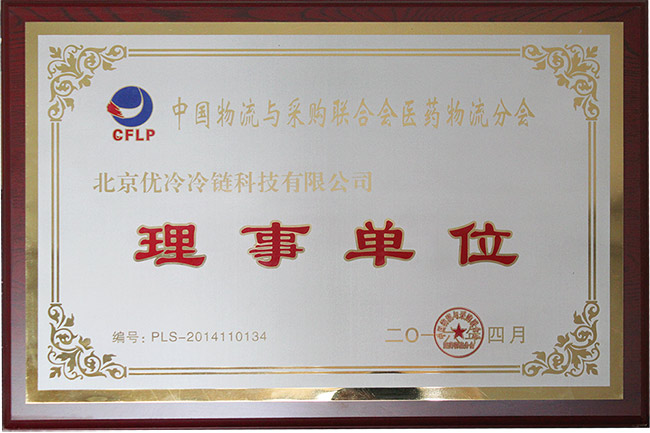 CFLP
中国物流与采购联合会医药物流分会
北京优冷冷链科技有限公司
理事单位
编号：PLS-2014110134
二〇一 年四月